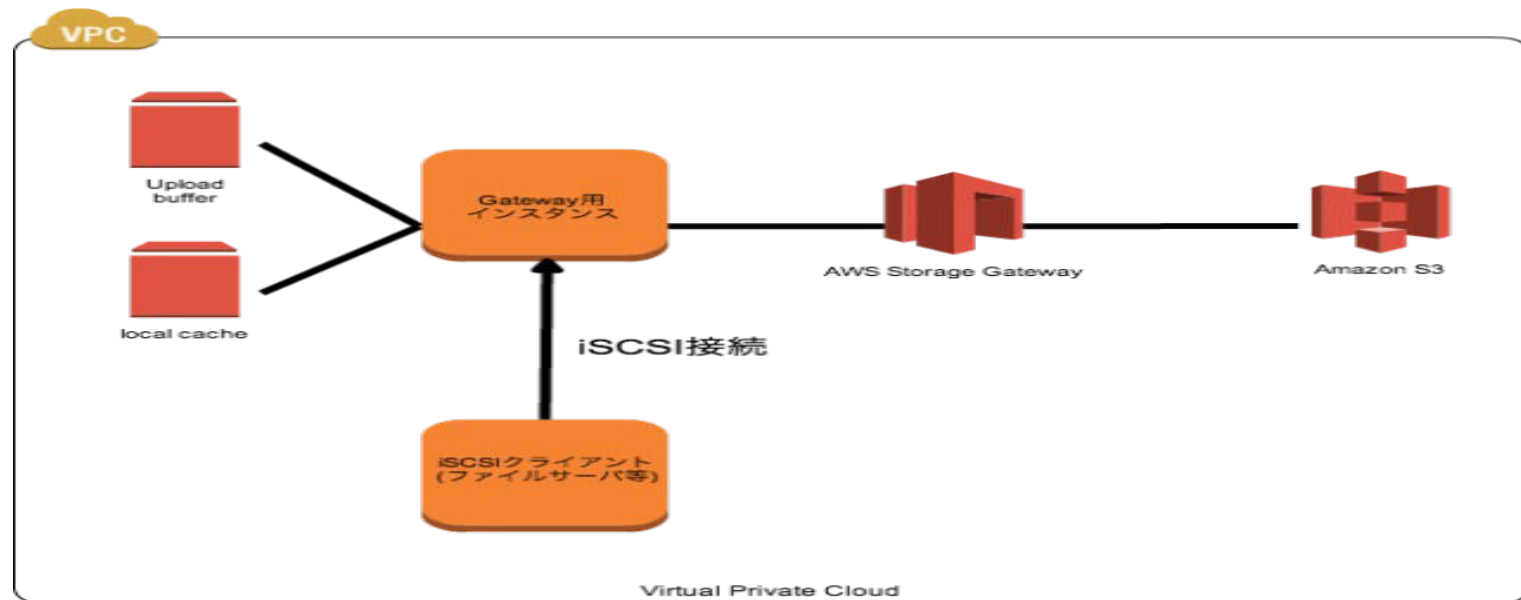 VPC
Upload
buffer
Gateway用
インスタンス
AWS Storage Gateway
Amazon S3
local cache
iSCSI接続
iSCSIクライアント
(ファイルサーバ等)
Virtual Private Cloud